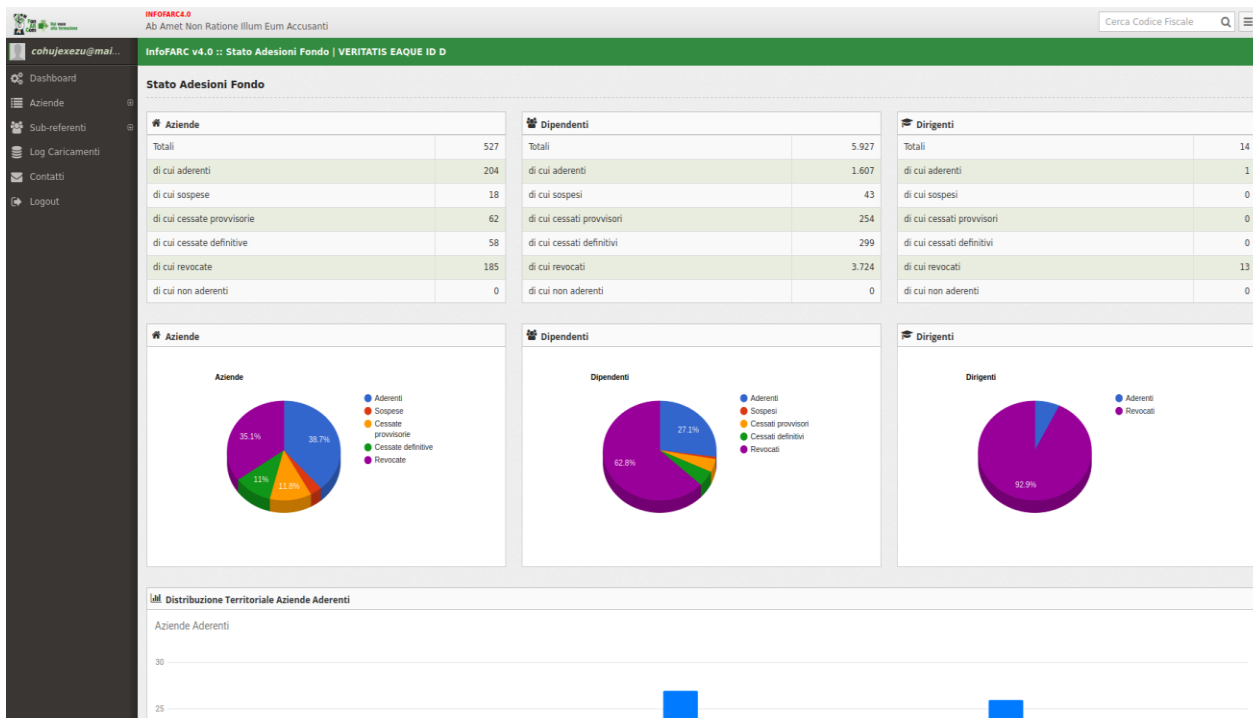 Fon
AR
Com
Dai voce
alla formazione
INFOFARC4.0
Ab Amet Non Ratione Illum Eum Accusanti
Cerca Codice Fiscale
cohujexezu@mai...
InfoFARC v4.0 :: Stato Adesioni Fondo | VERITATIS EAQUE ID D
Dashboard
Aziende
Sub-referenti
Log Caricamenti
Contatti
Logout
Stato Adesioni Fondo
Aziende
Totali 527
di cui aderenti 204
di cui sospese 18
di cui cessate provvisorie 62
di cui cessate definitive 58
di cui revocate 185
di cui non aderenti 0
Dipendenti
Totali 5.927
di cui aderenti 1.607
di cui sospesi 43
di cui cessati provvisori 254
di cui cessati definitivi 299
di cui revocati 3.724
di cui non aderenti 0
Dirigenti
Totali 14
di cui aderenti 1
di cui sospesi 0
di cui cessati provvisori 0
di cui cessati definitivi 0
di cui revocati 13
di cui non aderenti 0
Aziende
Aziende
35.1%
38.7%
11%
11.8%
Aderenti
Sospese
Cessate
provvisorie
Cessate definitive
Revocate
Dipendenti
Dipendenti
27.1%
62.8%
Aderenti
Sospesi
Cessati provvisori
Cessati definitivi
Revocati
Dirigenti
Dirigenti
92.9%
Aderenti
Revocati
Distribuzione Territoriale Aziende Aderenti
Aziende Aderenti
30
25